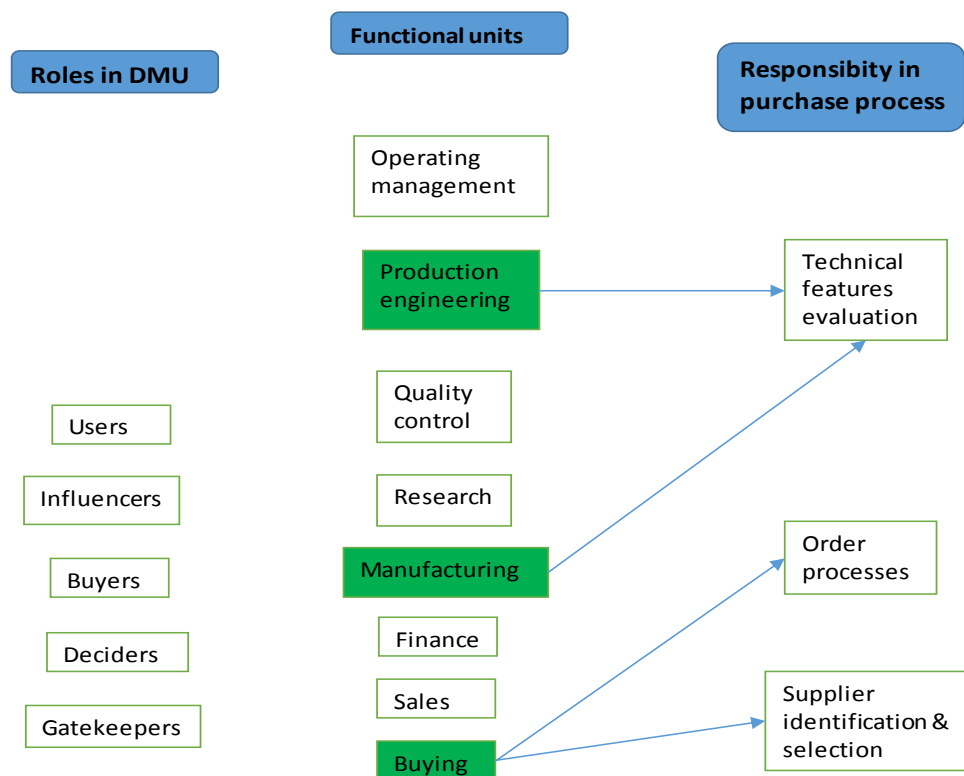 Roles in DMU
Functional units
Responsibity in
purchase process
Operating
management
Production
engineering
Technical
features
evaluation
Quality
control
Users
Research
Influencers
Manufacturing
Order
processes
Buyers
Finance
Deciders
Sales
Supplier
identification &
selection
Gatekeepers
Buying